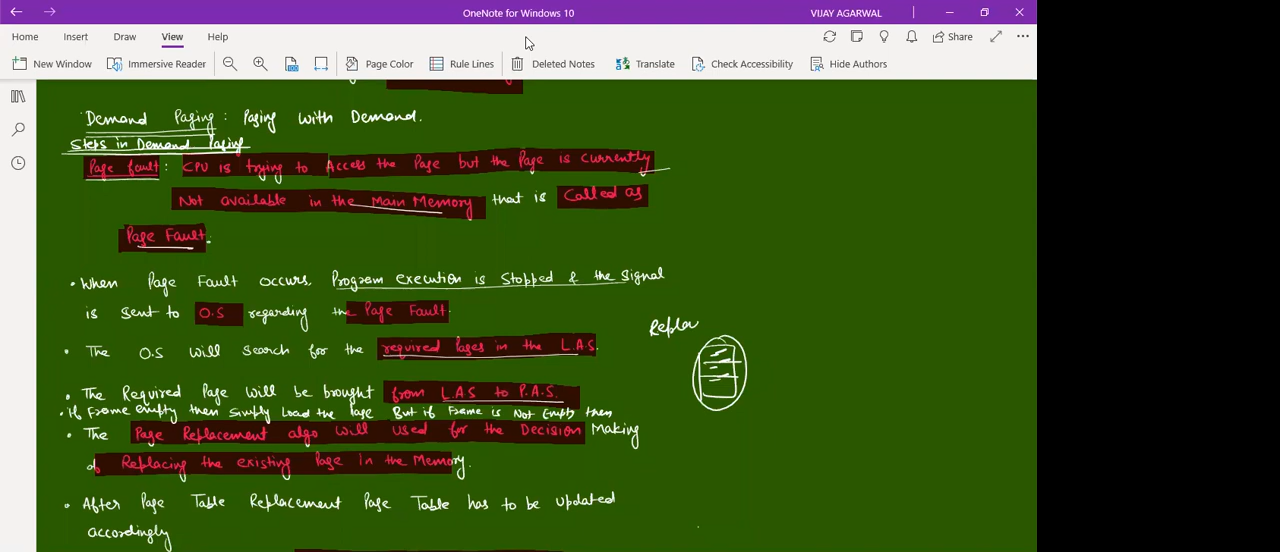 OneNote for Windows 10
VIJAY AGARWAL
Home Insert Draw View Help
Share
New Window Immersive Reader Page Color Rule Lines Deleted Notes Translate Check Accessibility Hide Authors
Demand Paging : Paging with Demand.
Steps in Demand Paging
Page fault : CPU is trying to Access the Page but the Page is currently
Not available in the Main Memory that is Called as
Page Fault.
• When Page Fault occurs, Program execution is Stopped & the Signal
is sent to O.S regarding the Page Fault.
• The O.S will Search for the required Pages in the L.A.S.
• The Required Page will be brought from L.A.S to P.A.S.
• If Frame empty then Simply Load the Page But if Frame is Not Empty then
• The Page Replacement algo will used for the Decision Making
of Replacing the existing Page in the Memory.
• After Page Table Replacement Page Table has to be updated
accordingly
Replac